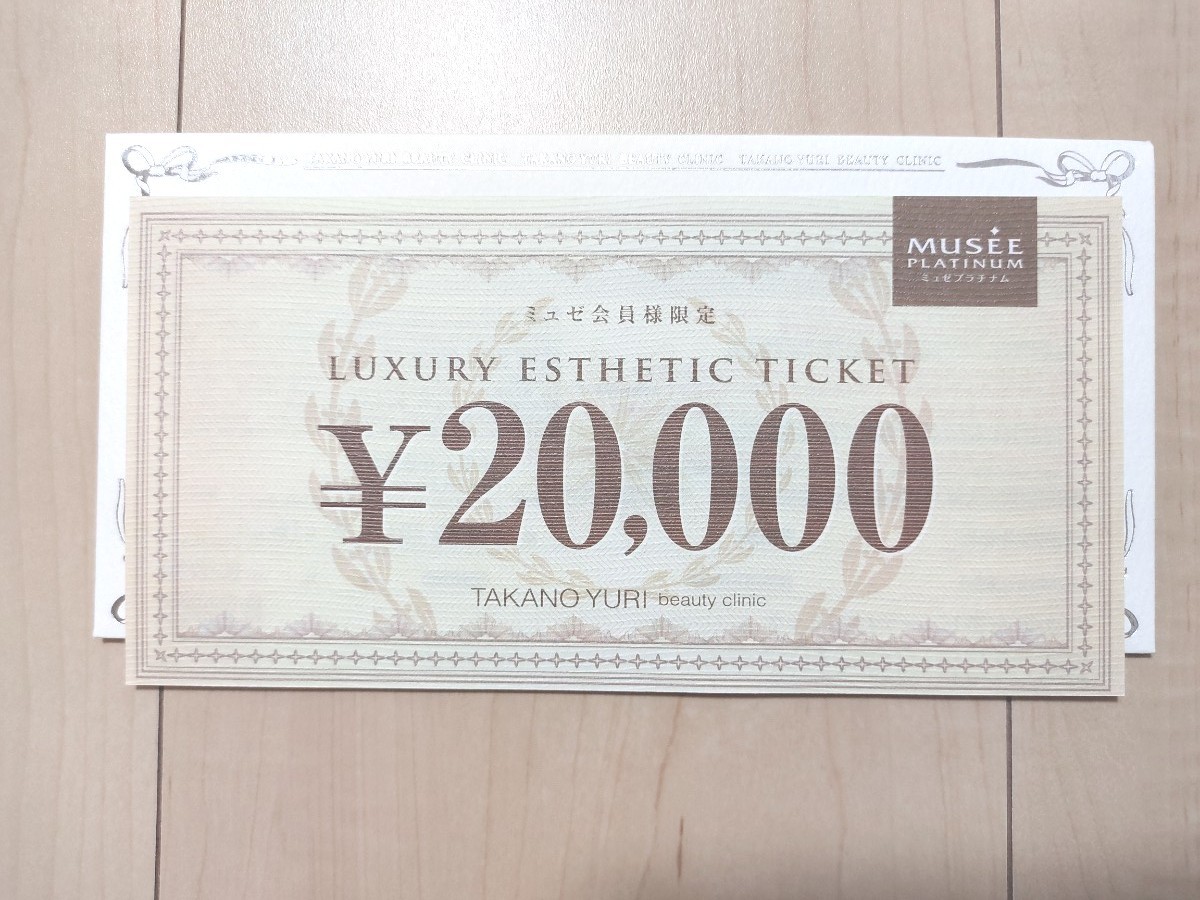 TAKANO YURI BEAUTY CLINIC
MUSÉE
PLATINUM
ミュゼプラチナム
ミュゼ会員様限定
LUXURY ESTHETIC TICKET
¥20,000
TAKANO YURI beauty clinic